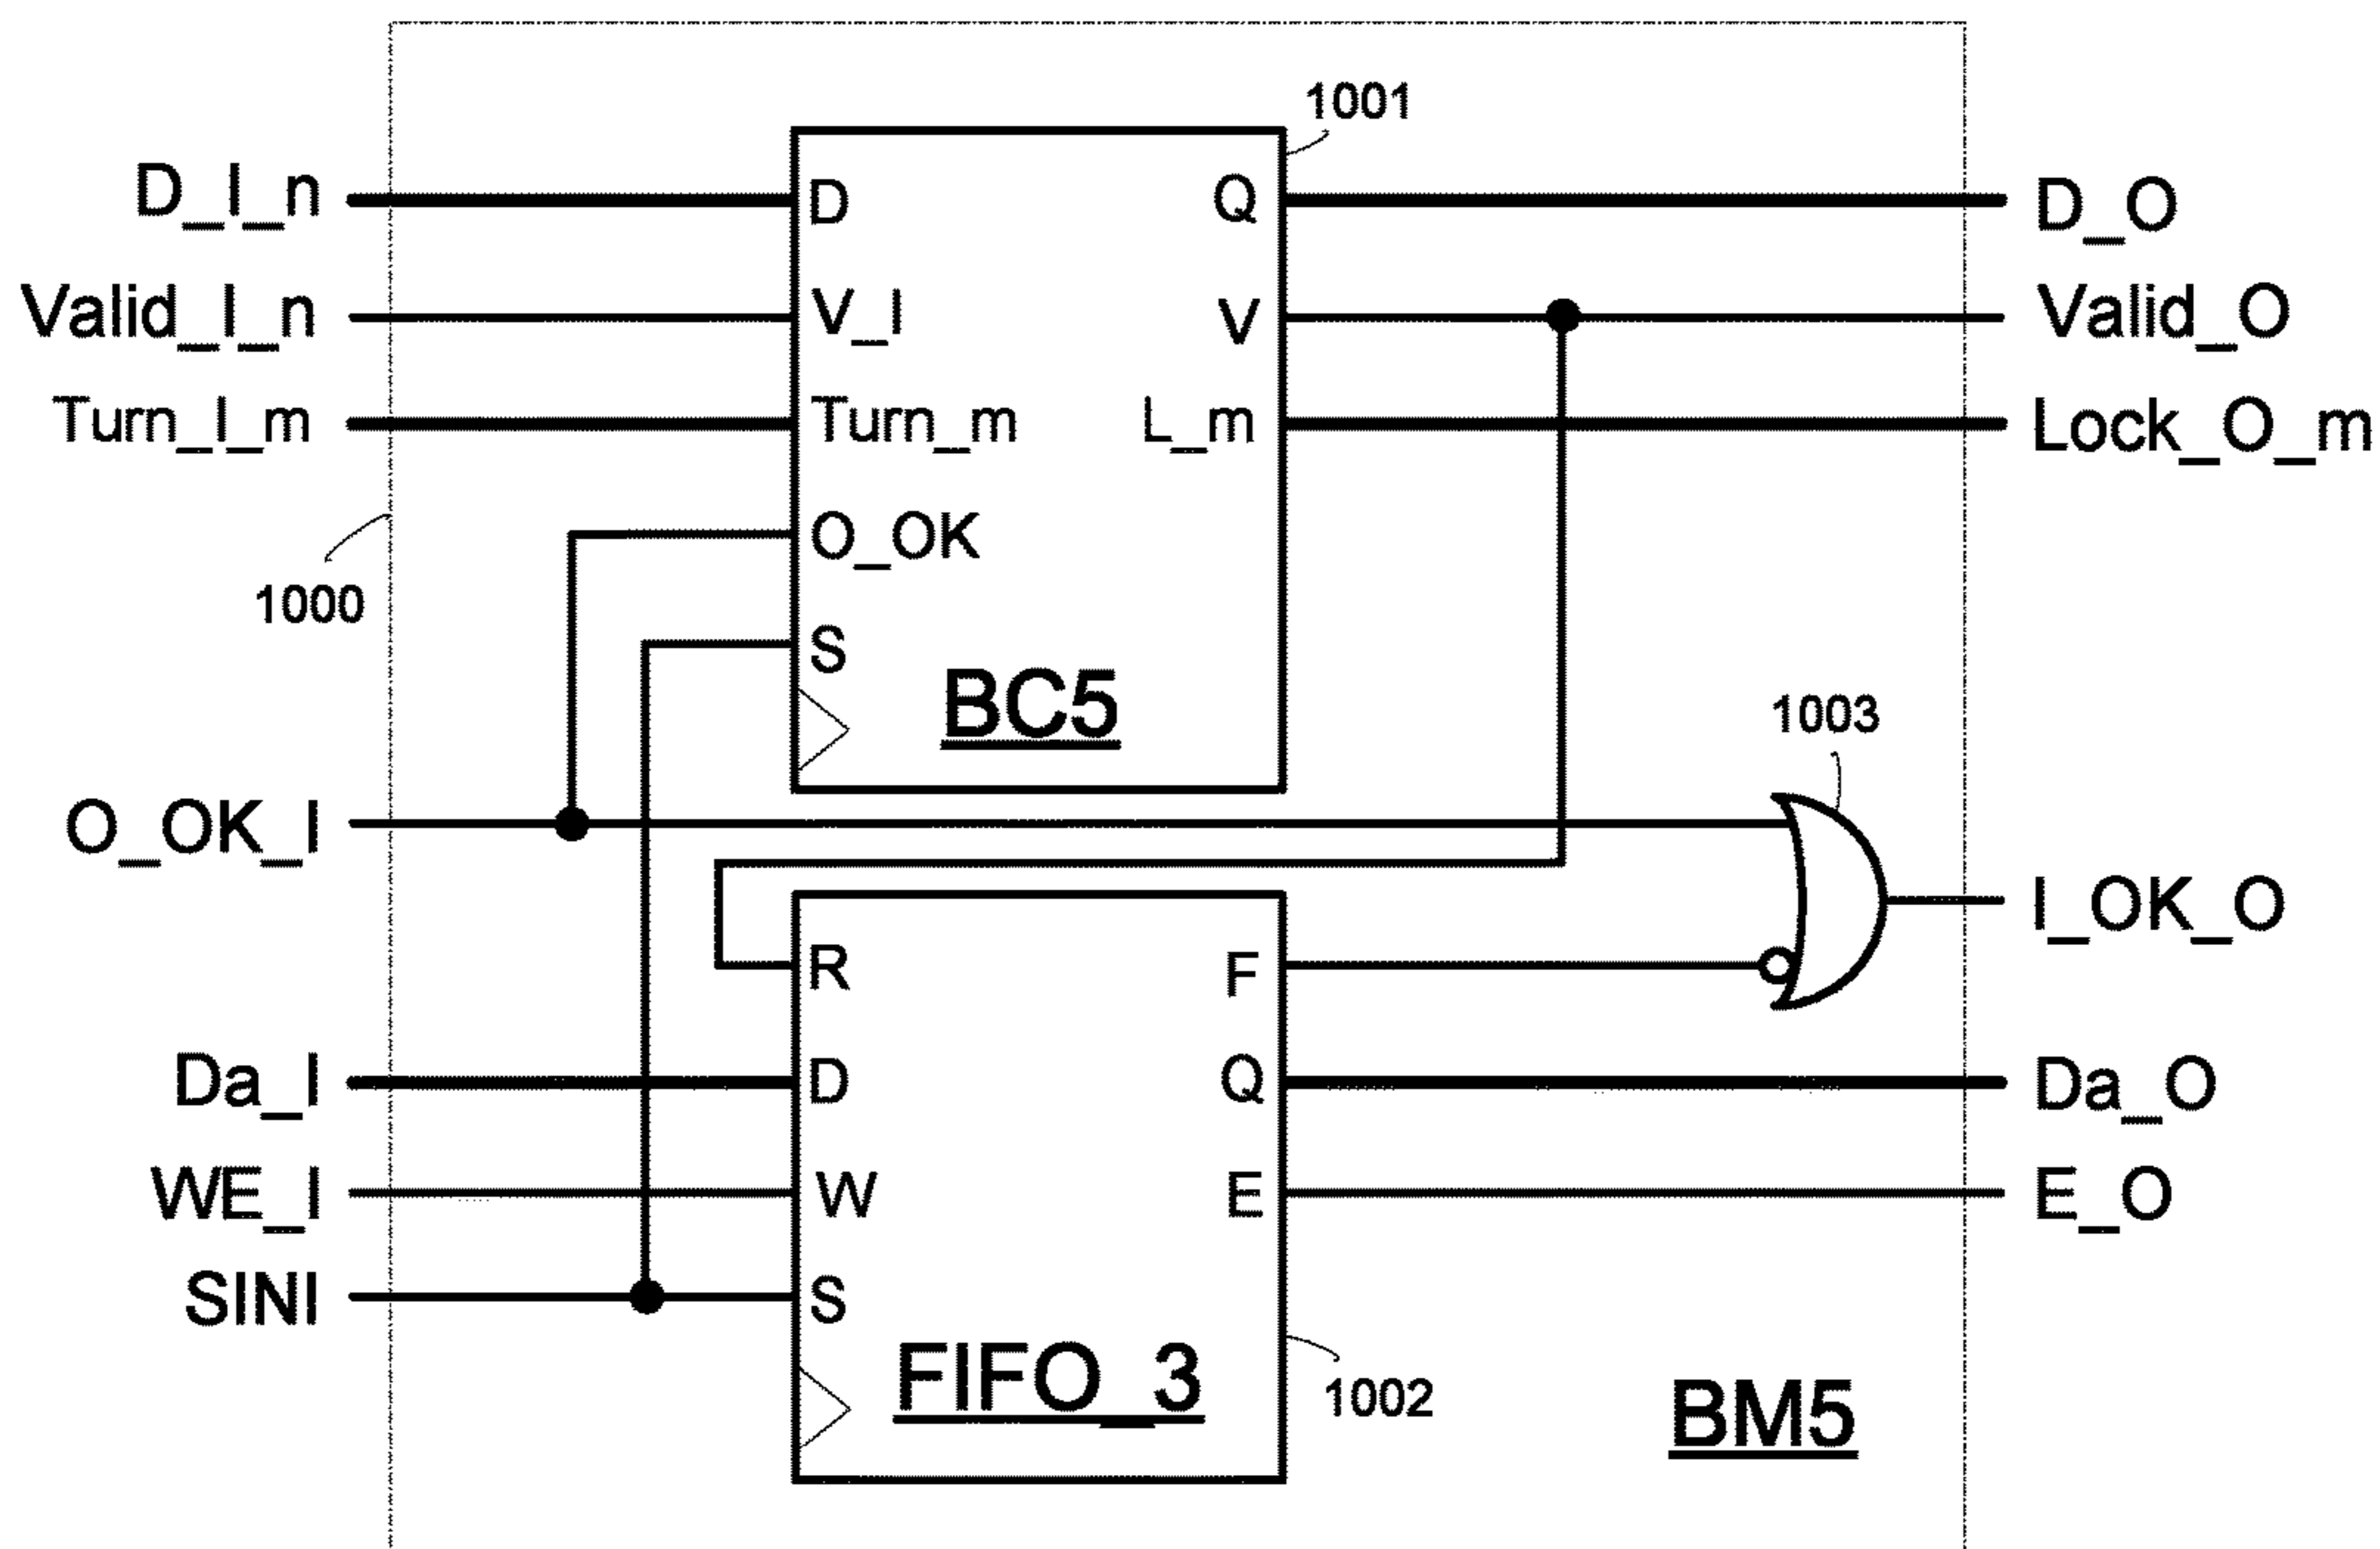 1001
D_I_n
D
Q
D_O
Valid_I_n
V_I
V
Valid_O
Turn_I_m
Turn_m
L_m
Lock_O_m
O_OK
1000
S
BC5
1003
O_OK_I
I_OK_O
R
F
Da_I
D
Q
Da_O
WE_I
W
E
E_O
SINI
S
FIFO_3
1002
BM5